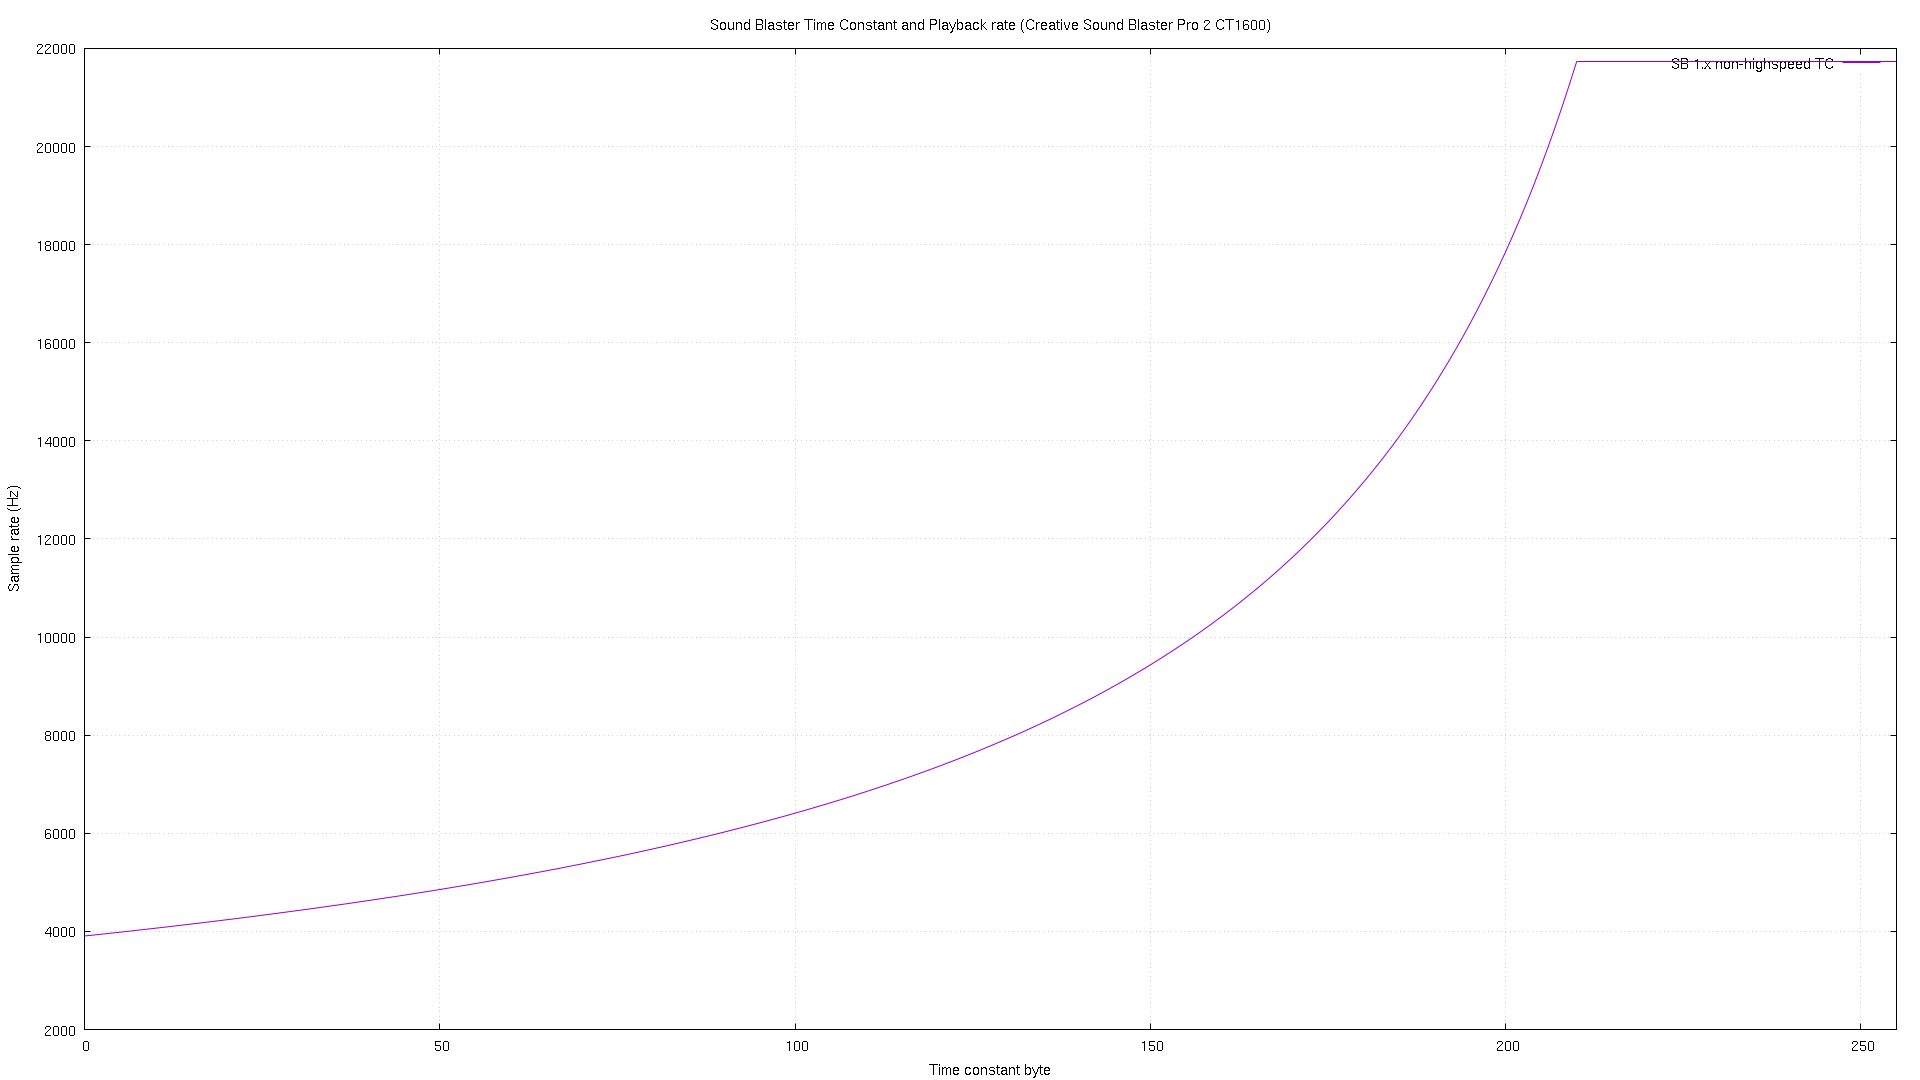 Sound Blaster Time Constant and Playback rate (Creative Sound Blaster Pro 2 CT1600)
SB 1.x non-highspeed TC
Sample rate (Hz)
22000
20000
18000
16000
14000
12000
10000
8000
6000
4000
2000
0 50 100 150 200 250
Time constant byte